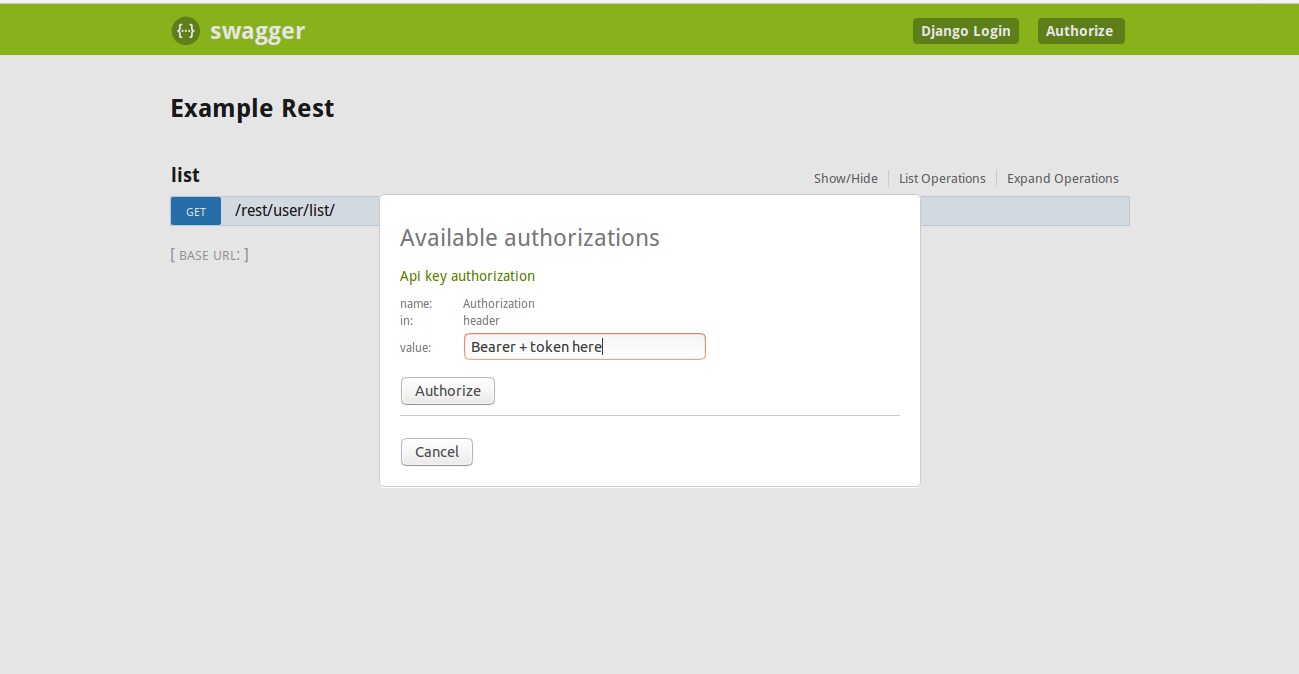 {···} swagger
Django Login
Authorize
Example Rest
list
Show/Hide
List Operations
Expand Operations
GET
/rest/user/list/
[ BASE URL: ]
Available authorizations
Api key authorization
name: Authorization
in: header
value: Bearer + token here
Authorize
Cancel